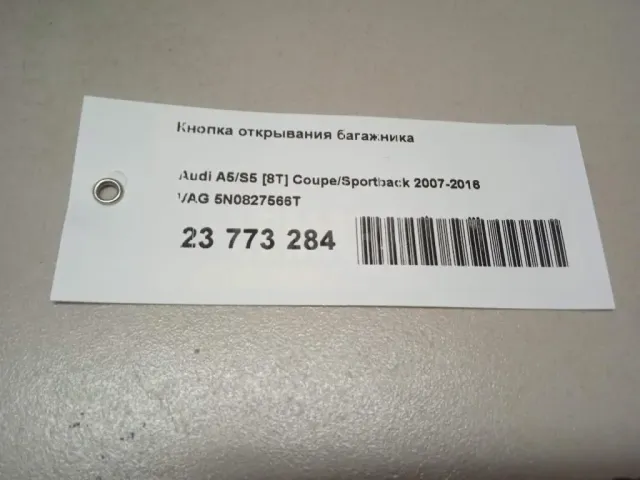 Кнопка открывания багажника
Audi A5/S5 [8T] Coupe/Sportback 2007-2016
VAG 5N0827566T
23 773 284